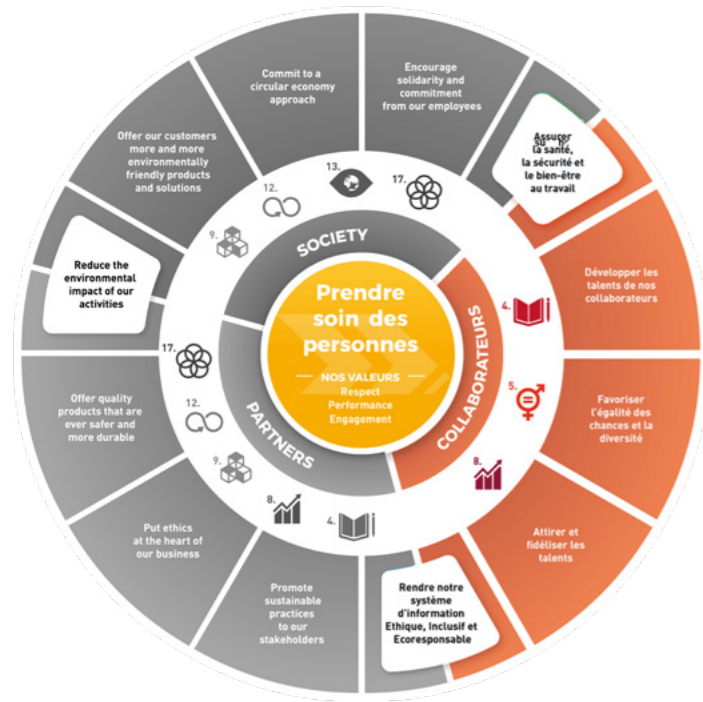 Commit to a
circular economy
approach
Encourage
solidarity and
commitment
from our employees
Assurer
la santé,
la sécurité et
le bien-être
au travail
Développer les
talents de nos
collaborateurs
Favoriser
l'égalité des
chances et la
diversité
Attirer et
fidéliser les
talents
Rendre notre
système
d'information
Ethique, Inclusif et
Ecoresponsable
Promote
sustainable
practices
to our
stakeholders
Put ethics
at the heart of
our business
Offer quality
products that are
ever safer and
more durable
Reduce the
environmental
impact of our
activities
Offer our customers
more and more
environmentally
friendly products
and solutions
9.
12.
13.
17.
4.
5.
8.
4.
8.
9.
12.
17.
SOCIETY
COLLABORATEURS
PARTNERS
Prendre
soin des
personnes
NOS VALEURS
Respect
Performance
Engagement